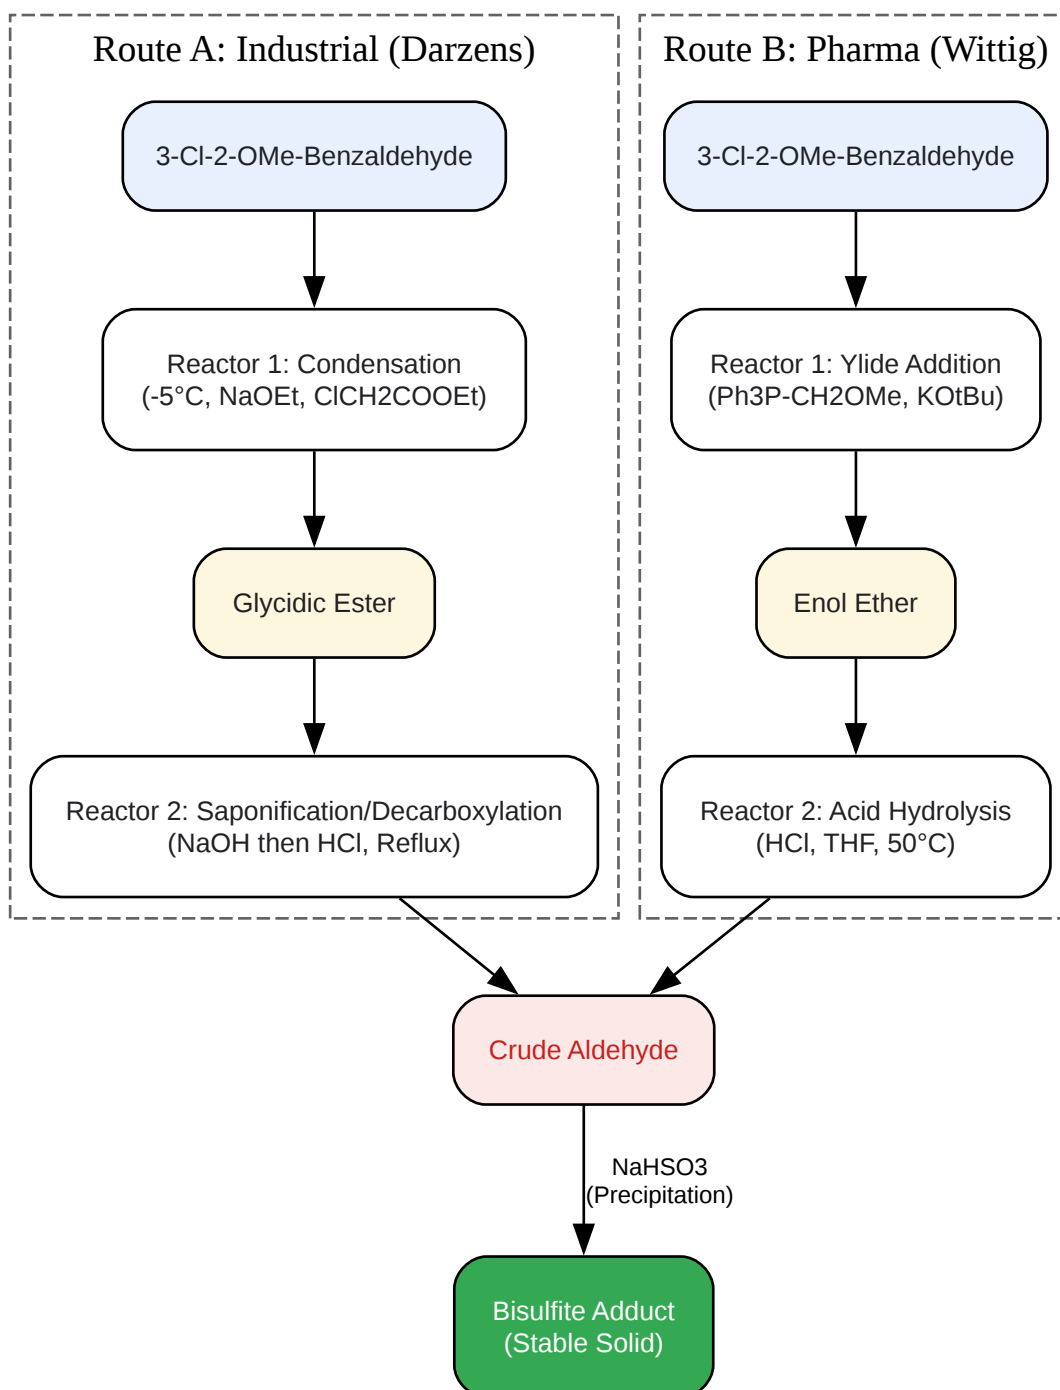 Route A: Industrial (Darzens)
3-Cl-2-OMe-Benzaldehyde
Reactor 1: Condensation
(-5°C, NaOEt, ClCH2COOEt)
Glycidic Ester
Reactor 2: Saponification/Decarboxylation
(NaOH then HCl, Reflux)
Route B: Pharma (Wittig)
3-Cl-2-OMe-Benzaldehyde
Reactor 1: Ylide Addition
(Ph3P-CH2OMe, KOtBu)
Enol Ether
Reactor 2: Acid Hydrolysis
(HCl, THF, 50°C)
Crude Aldehyde
NaHSO3
(Precipitation)
Bisulfite Adduct
(Stable Solid)